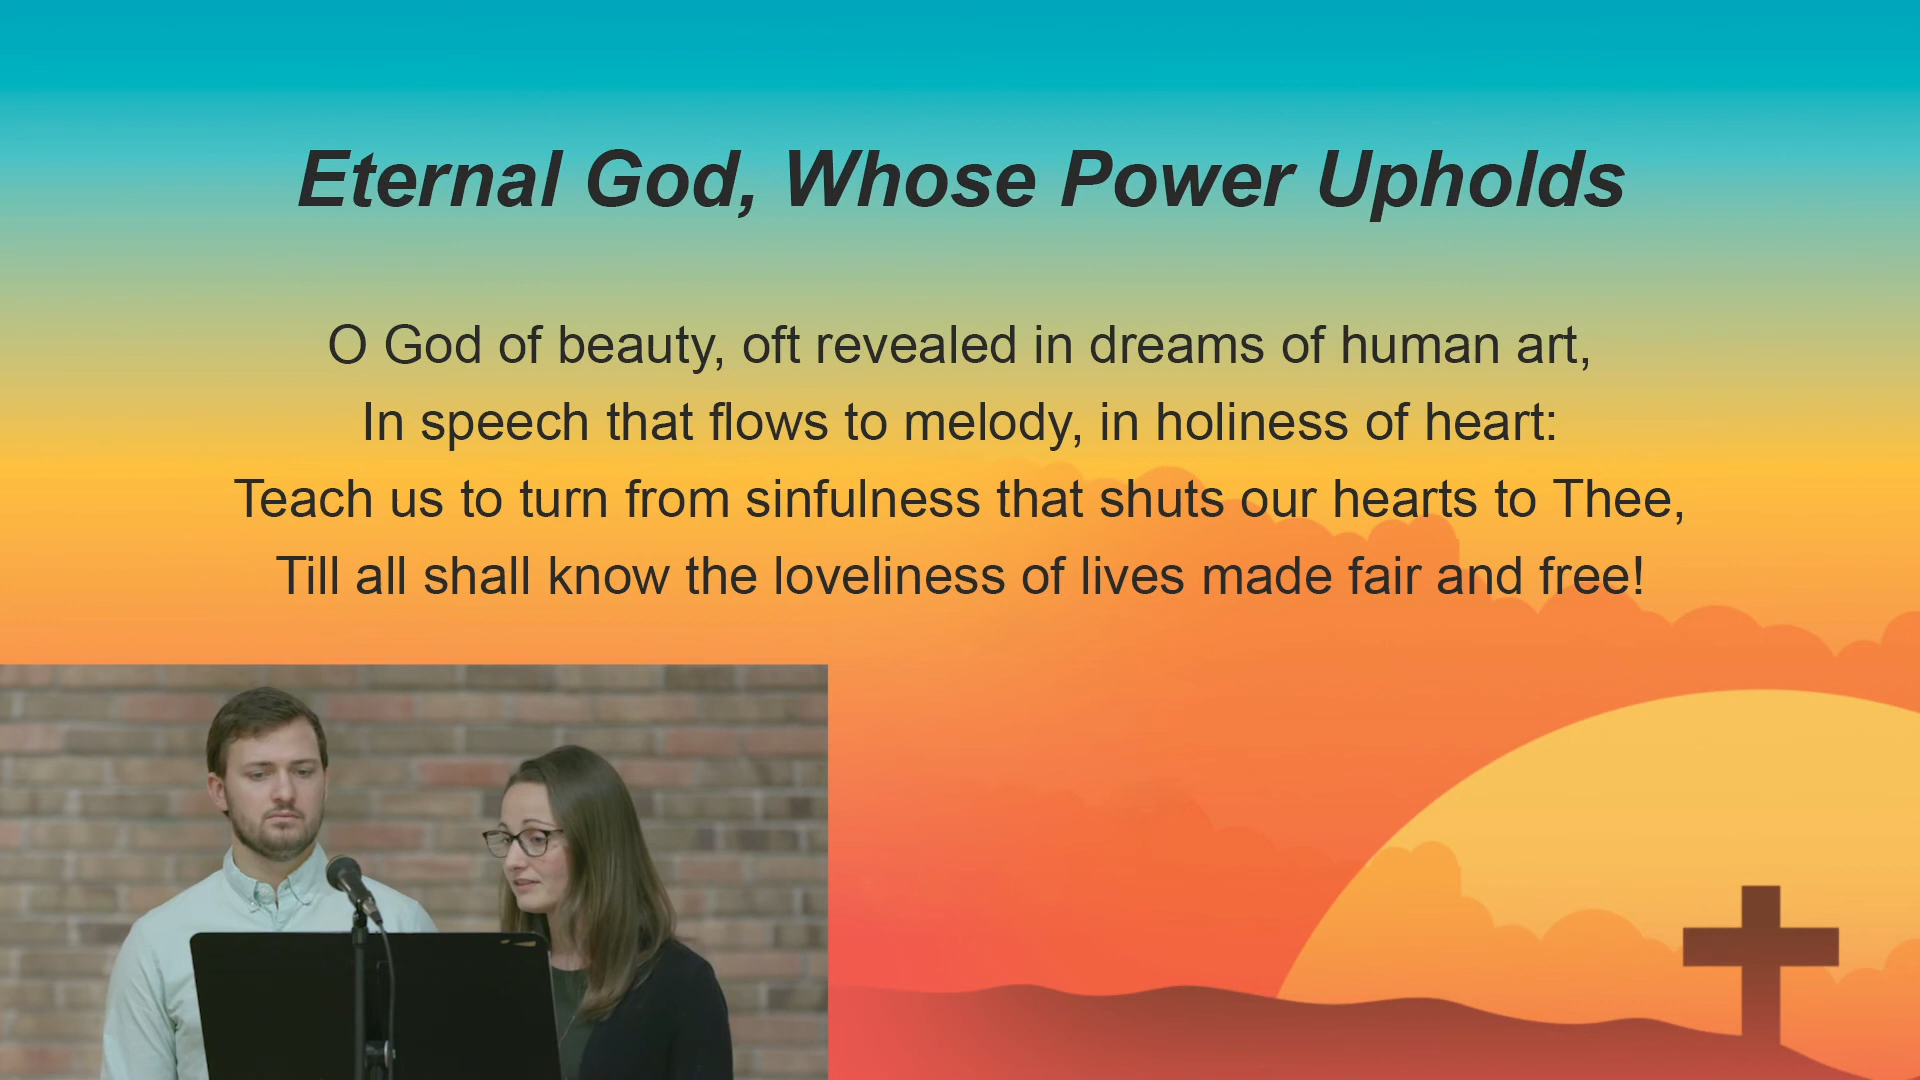 Eternal God, Whose Power Upholds
O God of beauty, oft revealed in dreams of human art,
In speech that flows to melody, in holiness of heart:
Teach us to turn from sinfulness that shuts our hearts to Thee,
Till all shall know the loveliness of lives made fair and free!